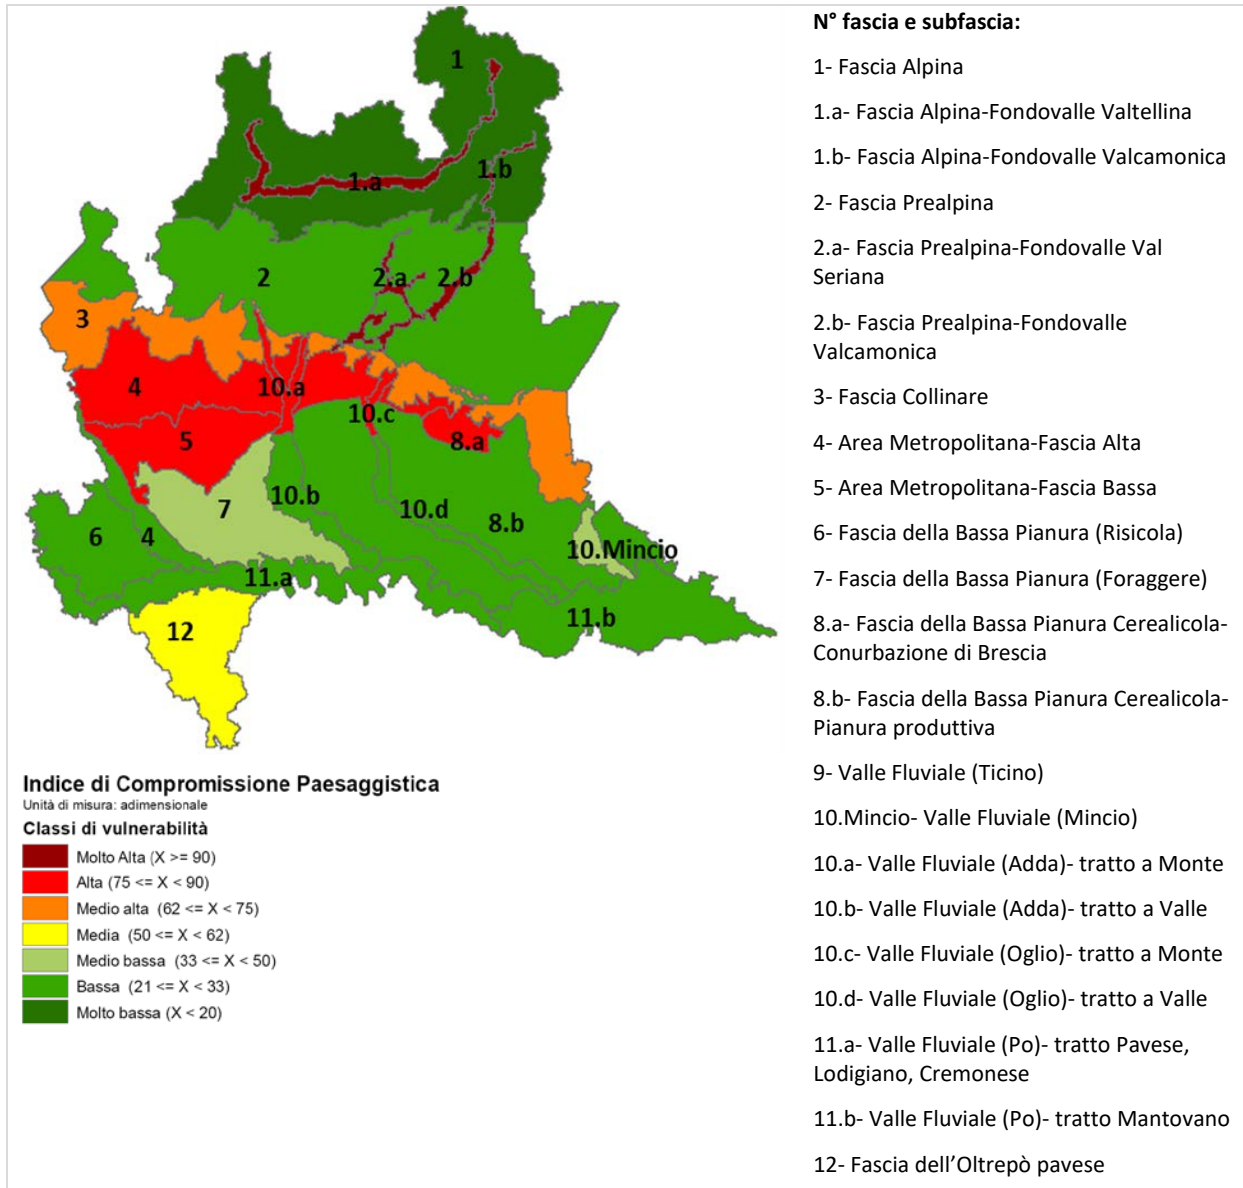 1
1.b
1.a
2
2.a
2.b
3
4
10.a
10.c
5
8.a
7
10.b
10.d
8.b
6
4
10.Mincio
11.a
11.b
12
Indice di Compromissione Paesaggistica
Unità di misura: adimensionale
Classi di vulnerabilità
Molto Alta (X >= 90)
Alta (75 <= X < 90)
Medio alta (62 <= X < 75)
Media (50 <= X < 62)
Medio bassa (33 <= X < 50)
Bassa (21 <= X < 33)
Molto bassa (X < 20)
N° fascia e subfascia:
1- Fascia Alpina
1.a- Fascia Alpina-Fondovalle Valtellina
1.b- Fascia Alpina-Fondovalle Valcamonica
2- Fascia Prealpina
2.a- Fascia Prealpina-Fondovalle Val
Seriana
2.b- Fascia Prealpina-Fondovalle
Valcamonica
3- Fascia Collinare
4- Area Metropolitana-Fascia Alta
5- Area Metropolitana-Fascia Bassa
6- Fascia della Bassa Pianura (Risicola)
7- Fascia della Bassa Pianura (Foraggere)
8.a- Fascia della Bassa Pianura Cerealicola-
Conurbazione di Brescia
8.b- Fascia della Bassa Pianura Cerealicola-
Pianura produttiva
9- Valle Fluviale (Ticino)
10.Mincio- Valle Fluviale (Mincio)
10.a- Valle Fluviale (Adda)- tratto a Monte
10.b- Valle Fluviale (Adda)- tratto a Valle
10.c- Valle Fluviale (Oglio)- tratto a Monte
10.d- Valle Fluviale (Oglio)- tratto a Valle
11.a- Valle Fluviale (Po)- tratto Pavese,
Lodigiano, Cremonese
11.b- Valle Fluviale (Po)- tratto Mantovano
12- Fascia dell’Oltrepò pavese